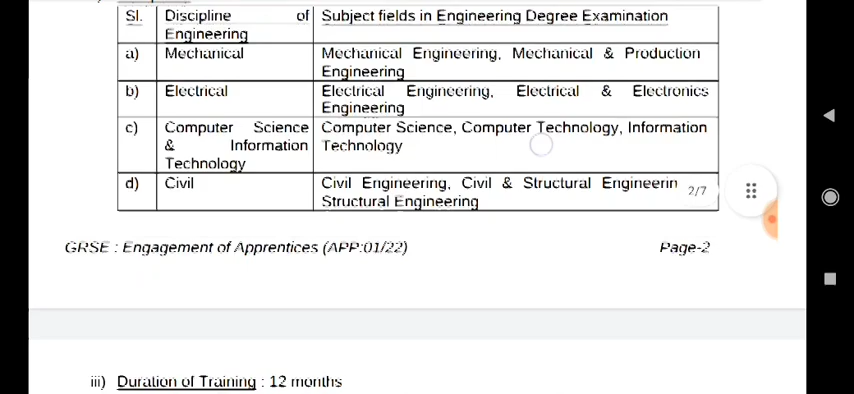 Sl. Discipline of Engineering Subject fields in Engineering Degree Examination
a) Mechanical Mechanical Engineering, Mechanical & Production Engineering
b) Electrical Electrical Engineering, Electrical & Electronics Engineering
c) Computer Science & Information Technology Computer Science, Computer Technology, Information Technology
d) Civil Civil Engineering, Civil & Structural Engineerin Structural Engineering
2/7
GRSE : Engagement of Apprentices (APP:01/22) Page-2
iii) Duration of Training : 12 months